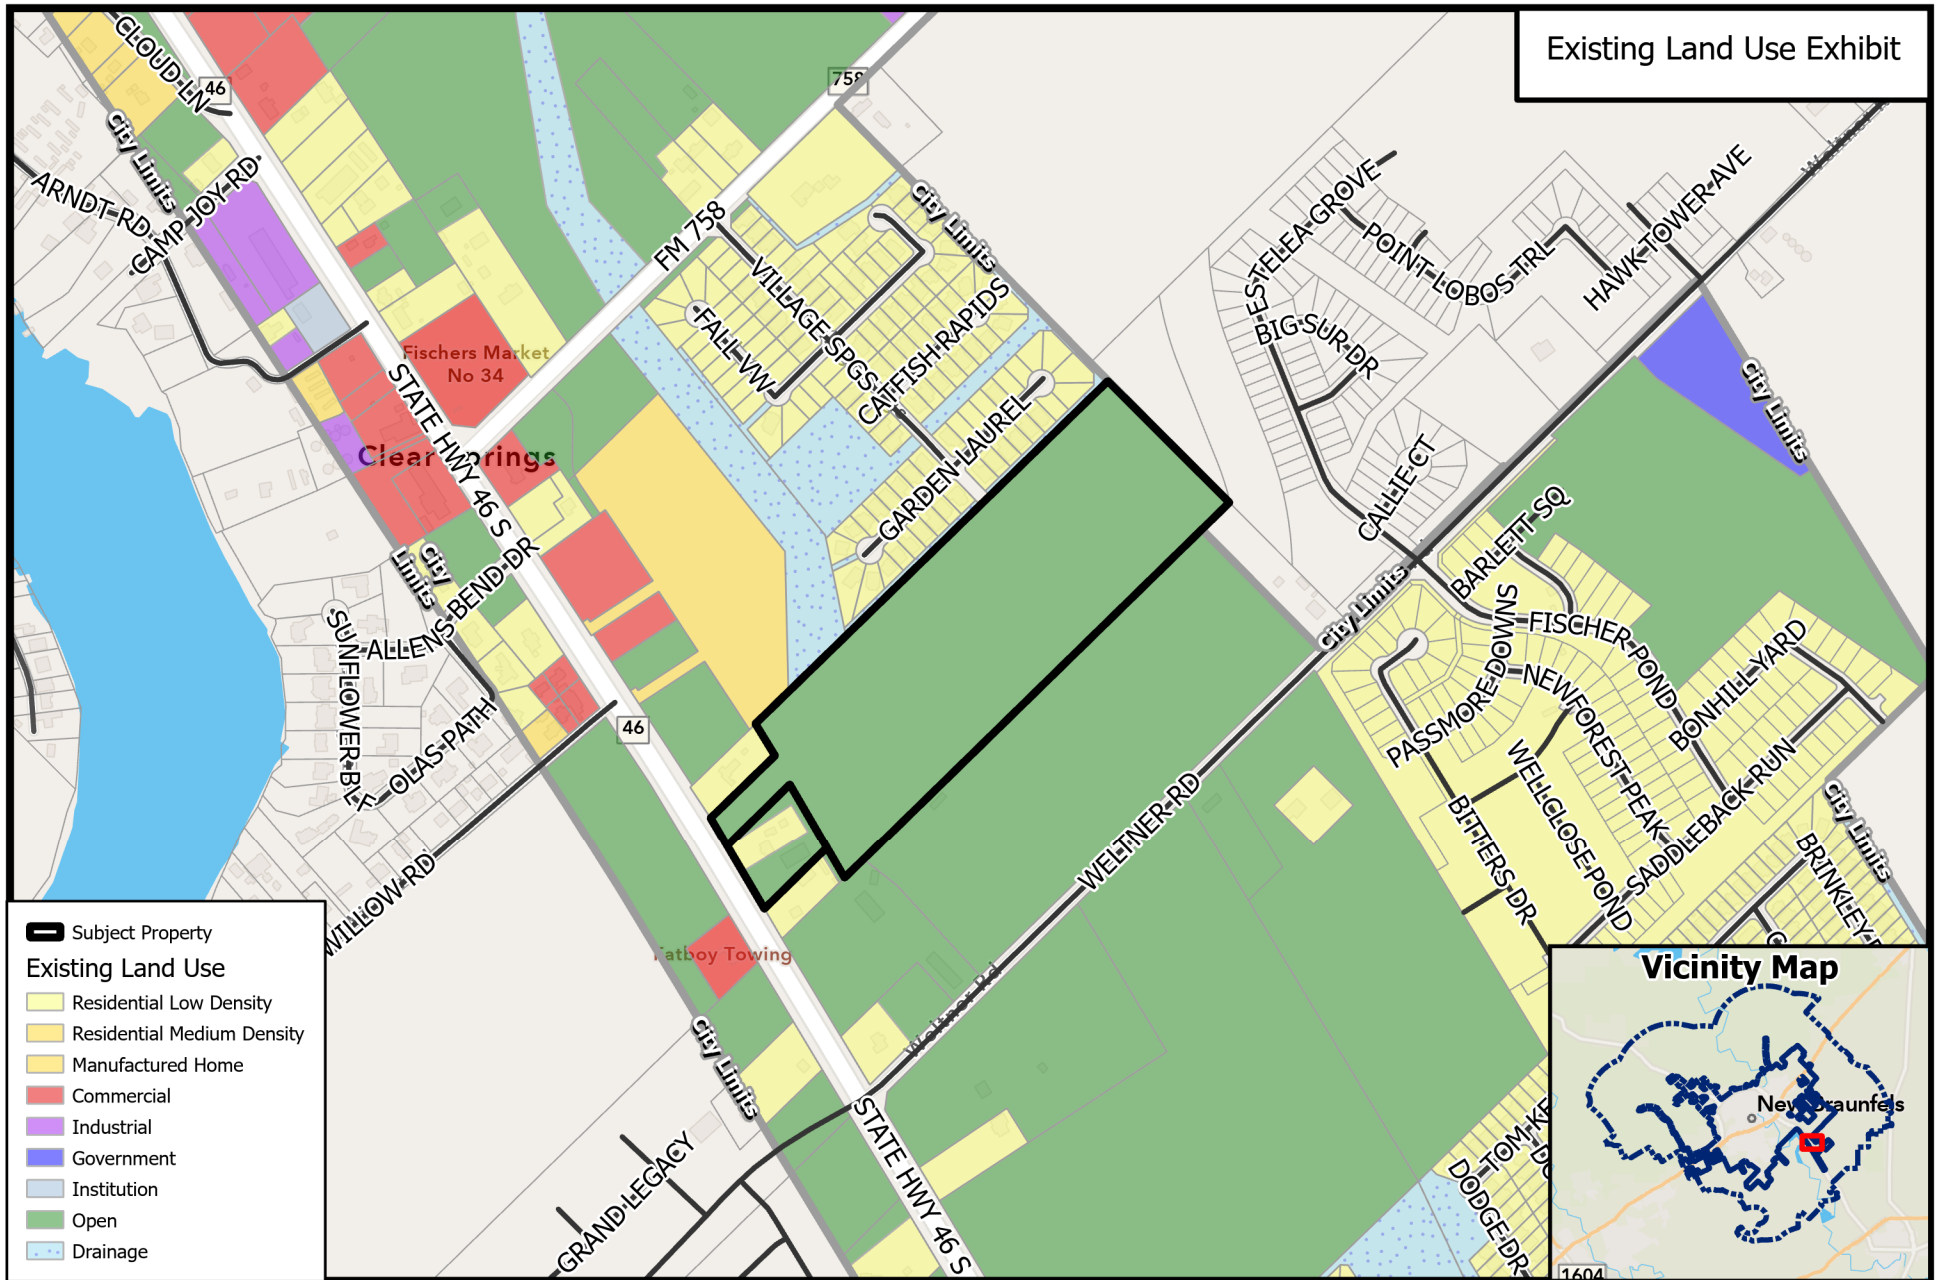 Existing Land Use Exhibit
CLOUD LN
46
758
City Limits
ARNDT RD
CAMP JOY RD
FM 758
City Limits
VILLAGE SPGS
FALL VW
CATFISH RAPIDS
GARDEN LAUREL
ESTELEA GROVE
POINT LOBOS TRL
HAWK TOWER AVE
BIG SUR DR
CALLIE CT
City Limits
Fischers Market
No 34
STATE HWY 46 S
City
Limits
ALLENS BEND DR
SUNFLOWER BLF
OLAS PATH
WILLOW RD
46
City Limits
BARLETT SQ
FISCHER POND
PASSMORE DOWNS
NEWFOREST PEAK
BONHILL YARD
WELLCLOSE POND
SADDLEBACK RUN
BITTERS DR
City Limits
WELTNER RD
Weltner Rd
Fatboy Towing
City Limits
STATE HWY 46 S
GRAND LEGACY
DODGE DR
Subject Property
Existing Land Use
Residential Low Density
Residential Medium Density
Manufactured Home
Commercial
Industrial
Government
Institution
Open
Drainage
Vicinity Map
New Braunfels
1604